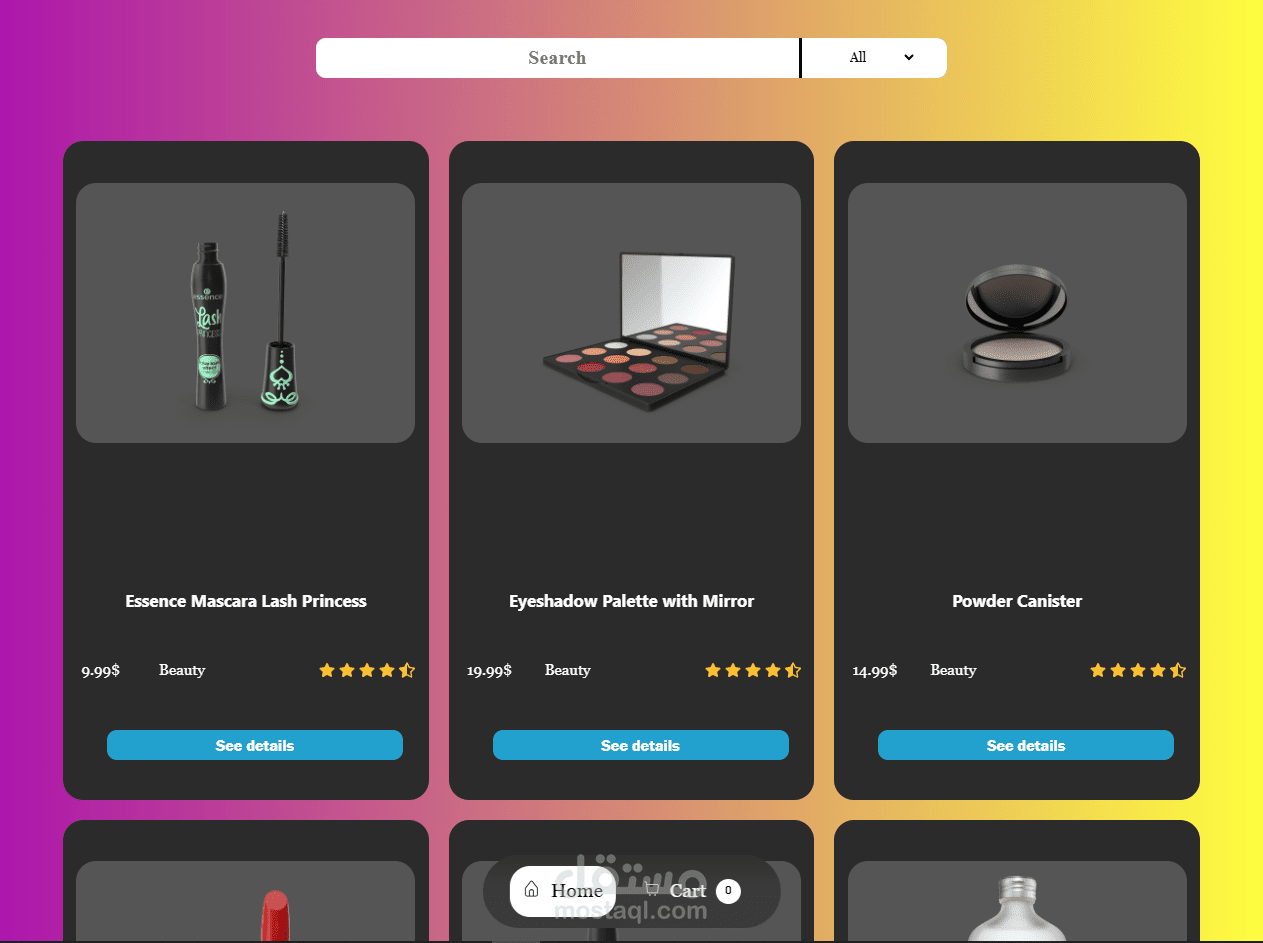 Search
All
essence
Lash
PRINCESS
Essence Mascara Lash Princess
Eyeshadow Palette with Mirror
Powder Canister
9.99$ Beauty
19.99$ Beauty
14.99$ Beauty
See details
See details
See details
Home
Cart 0
مستقل
mostaql.com